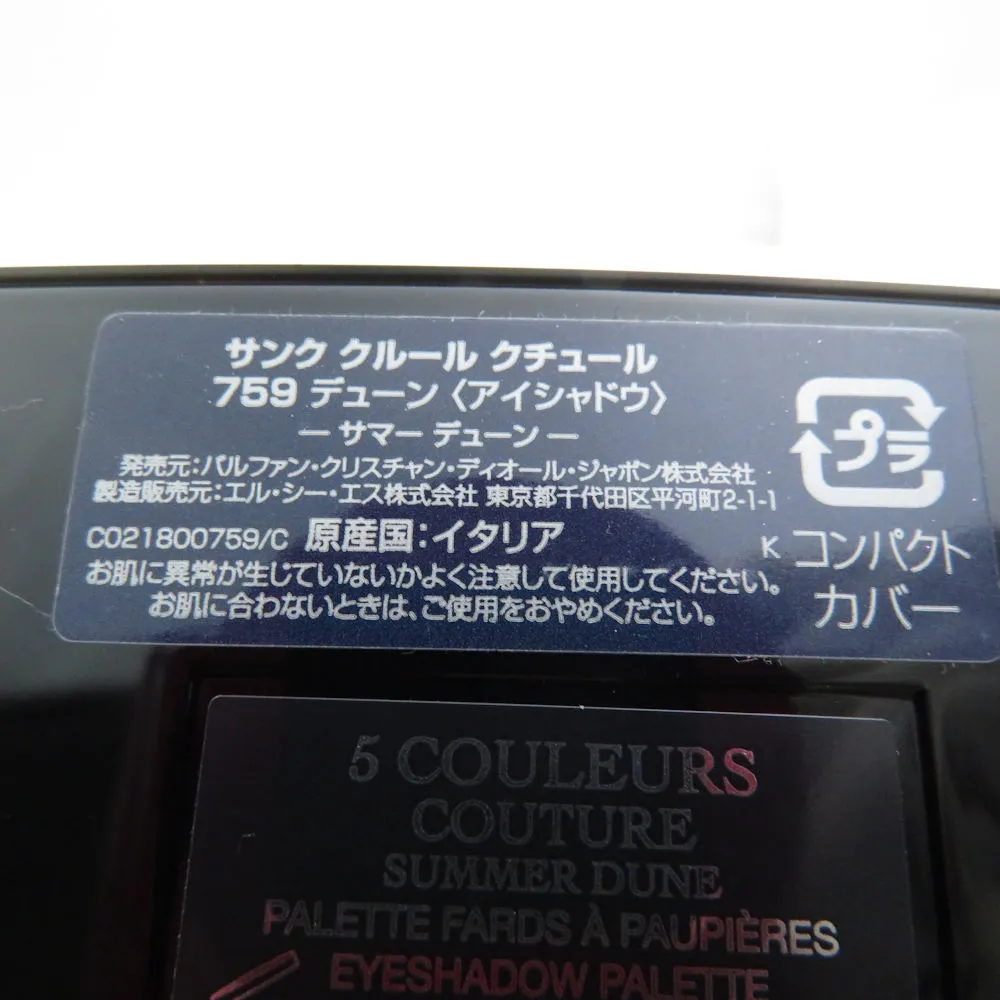 サンク クルール クチュール
759 デューン〈アイシャドウ〉
― サマー デューン ―
発売元:パルファン・クリスチャン・ディオール・ジャポン株式会社
製造販売元:エル・シー・エス株式会社 東京都千代田区平河町2-1-1
C021800759/C 原産国:イタリア
お肌に異常が生じていないかよく注意して使用してください。
お肌に合わないときは、ご使用をおやめください。
プラ
K コンパクト
カバー
5 COULEURS
COUTURE
SUMMER DUNE
PALETTE FARDS À PAUPIÈRES
EYESHADOW PALETTE